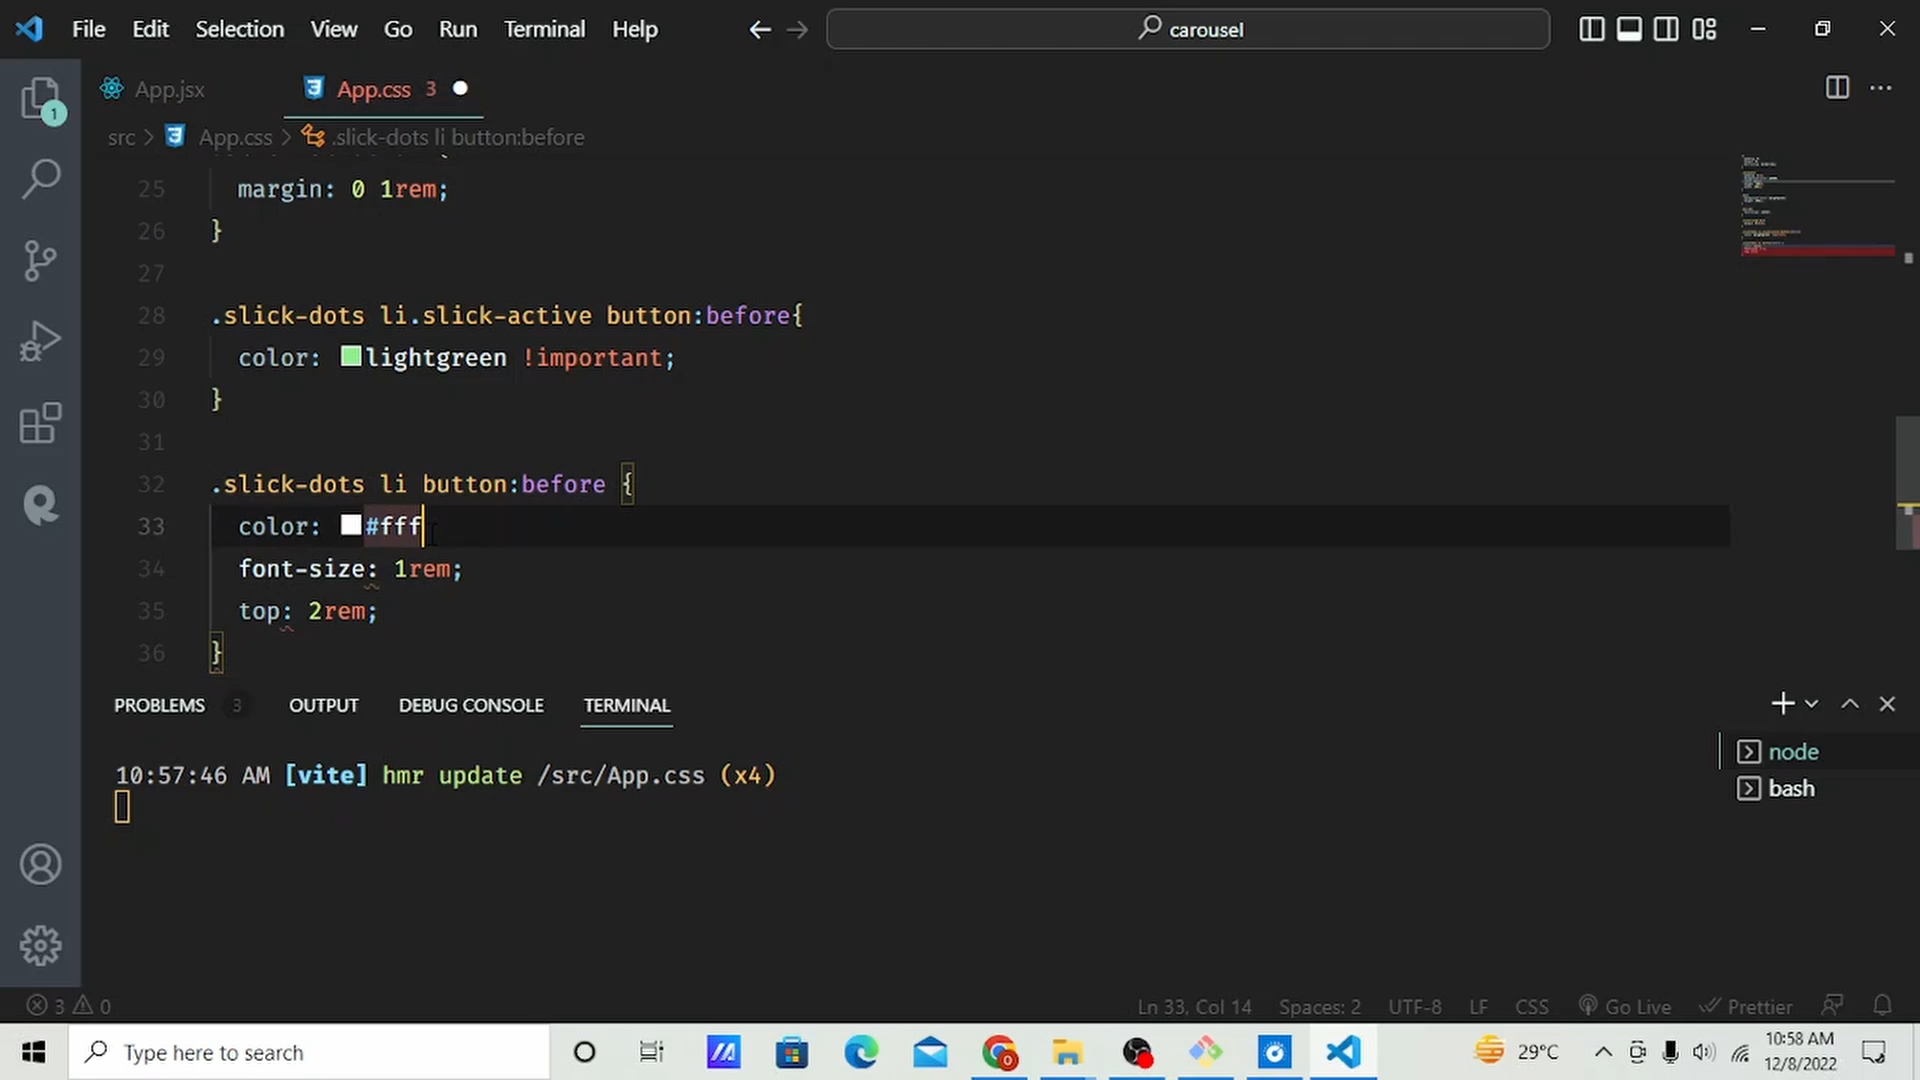 File Edit Selection View Go Run Terminal Help
carousel
App.jsx
App.css 3
src > App.css > .slick-dots li button:before
1
25 margin: 0 1rem;
26 }
27
28 .slick-dots li.slick-active button:before{
29 color: lightgreen !important;
30 }
31
32 .slick-dots li button:before {
33 color: #fff
34 font-size: 1rem;
35 top: 2rem;
36 }
PROBLEMS 3 OUTPUT DEBUG CONSOLE TERMINAL
10:57:46 AM [vite] hmr update /src/App.css (x4)
node
bash
3 0
Ln 33, Col 14 Spaces: 2 UTF-8 LF CSS Go Live Prettier
Type here to search
29°C
10:58 AM
12/8/2022